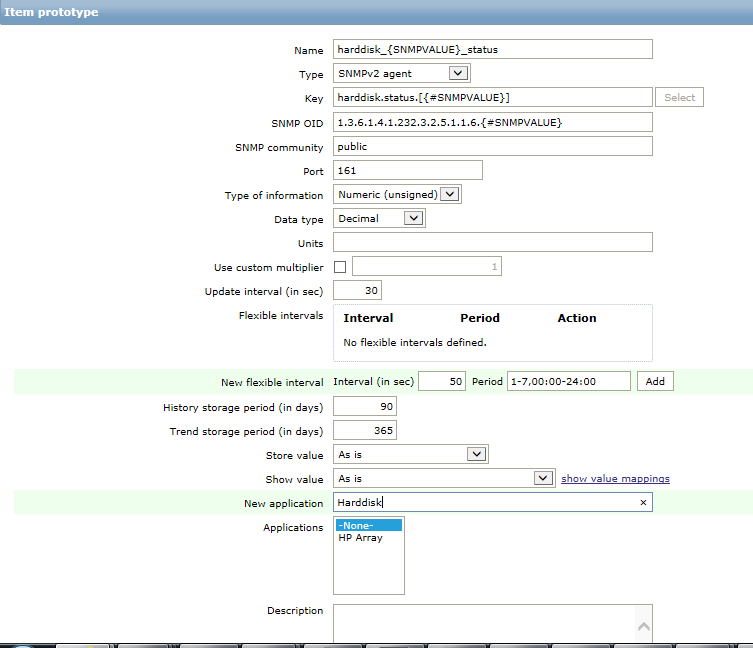 Item prototype
Name harddisk_{SNMPVALUE}_status
Type SNMPv2 agent
Key harddisk.status.[{#SNMPVALUE}] Select
SNMP OID 1.3.6.1.4.1.232.3.2.5.1.1.6.{#SNMPVALUE}
SNMP community public
Port 161
Type of information Numeric (unsigned)
Data type Decimal
Units
Use custom multiplier 1
Update interval (in sec) 30
Flexible intervals Interval Period Action
No flexible intervals defined.
New flexible interval Interval (in sec) 50 Period 1-7,00:00-24:00 Add
History storage period (in days) 90
Trend storage period (in days) 365
Store value As is
Show value As is show value mappings
New application Harddisk ×
Applications -None-
HP Array
Description